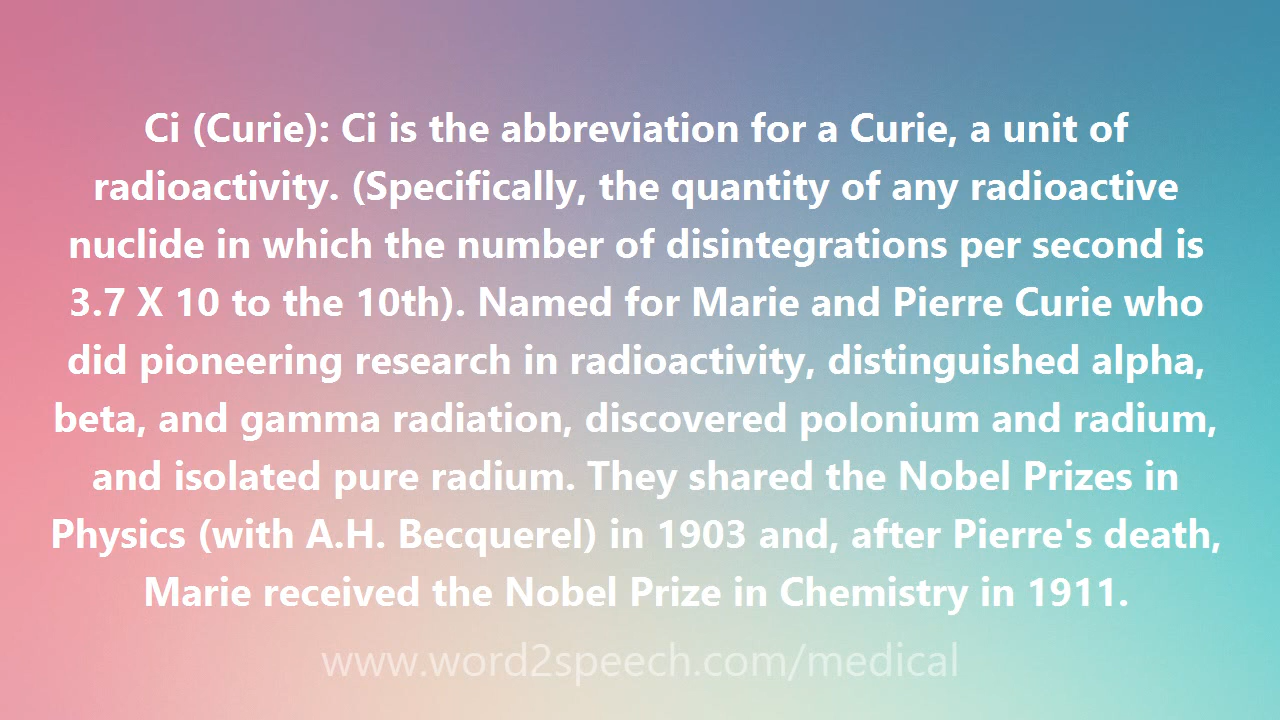 Ci (Curie): Ci is the abbreviation for a Curie, a unit of
radioactivity. (Specifically, the quantity of any radioactive
nuclide in which the number of disintegrations per second is
3.7 X 10 to the 10th). Named for Marie and Pierre Curie who
did pioneering research in radioactivity, distinguished alpha,
beta, and gamma radiation, discovered polonium and radium,
and isolated pure radium. They shared the Nobel Prizes in
Physics (with A.H. Becquerel) in 1903 and, after Pierre's death,
Marie received the Nobel Prize in Chemistry in 1911.
www.word2speech.com/medical